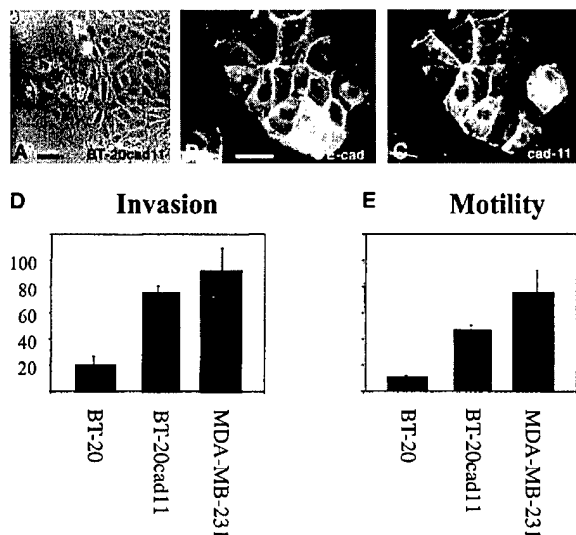 A BT-20cad11 B E-cad C cad-11
D Invasion E Motility
100
80
60
40
20
BT-20
BT-20cad11
MDA-MB-231
BT-20
BT-20cad11
MDA-MB-231